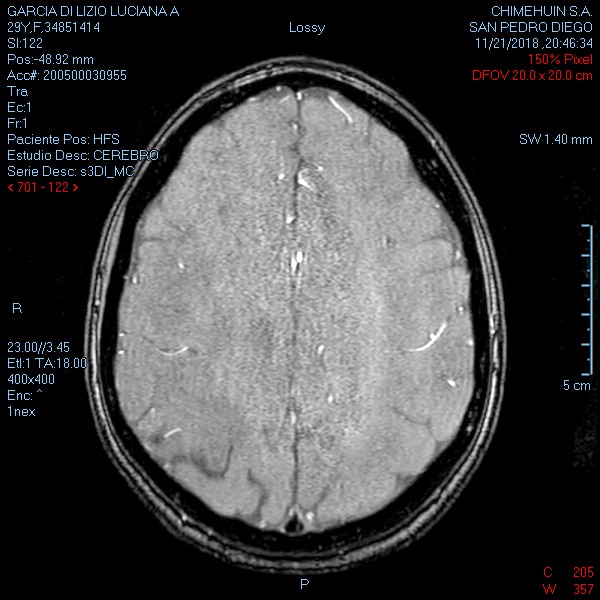 GARCIA DI LIZIO LUCIANA A
29Y,F,34851414
Sl:122
Pos:-48.92 mm
Acc#: 200500030955
Tra
Ec:1
Fr:1
Paciente Pos: HFS
Estudio Desc: CEREBRO
Serie Desc: s3DI_MC
< 701 - 122 >
Lossy
CHIMEHUIN S.A.
SAN PEDRO DIEGO
11/21/2018 ,20:46:34
150% Pixel
DFOV 20.0 x 20.0 cm
SW 1.40 mm
R
23.00//3.45
Etl:1 TA:18.00
400x400
Enc: ^
1nex
5 cm
P
C 205
W 357